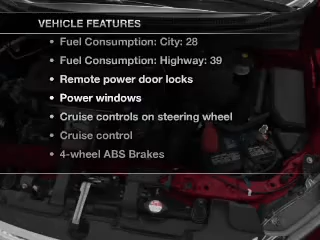 VEHICLE FEATURES
• Fuel Consumption: City: 28
• Fuel Consumption: Highway: 39
• Remote power door locks
• Power windows
• Cruise controls on steering wheel
• Cruise control
• 4-wheel ABS Brakes